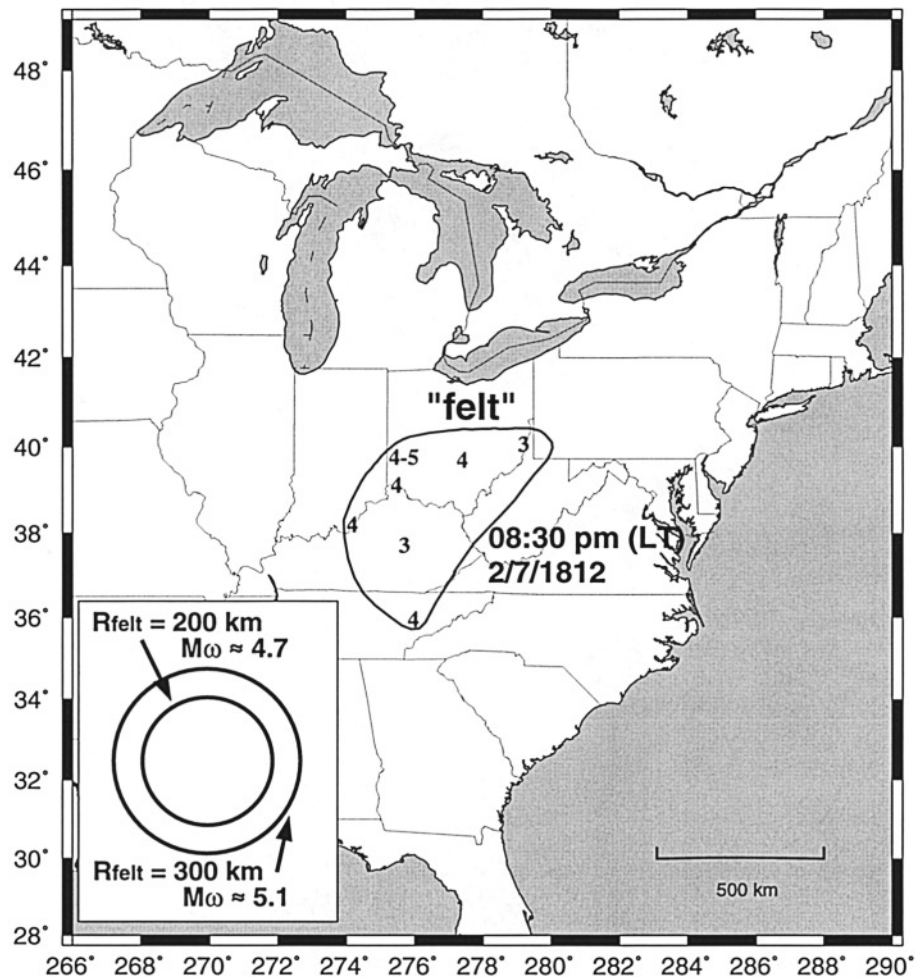 48°
46°
44°
42°
40°
38°
36°
34°
32°
30°
28°
"felt"
3
4-5
4
4
4
3
4
08:30 pm (LT)
2/7/1812
Rfelt = 200 km
Mω ≈ 4.7
Rfelt = 300 km
Mω ≈ 5.1
500 km
266° 268° 270° 272° 274° 276° 278° 280° 282° 284° 286° 288° 290°